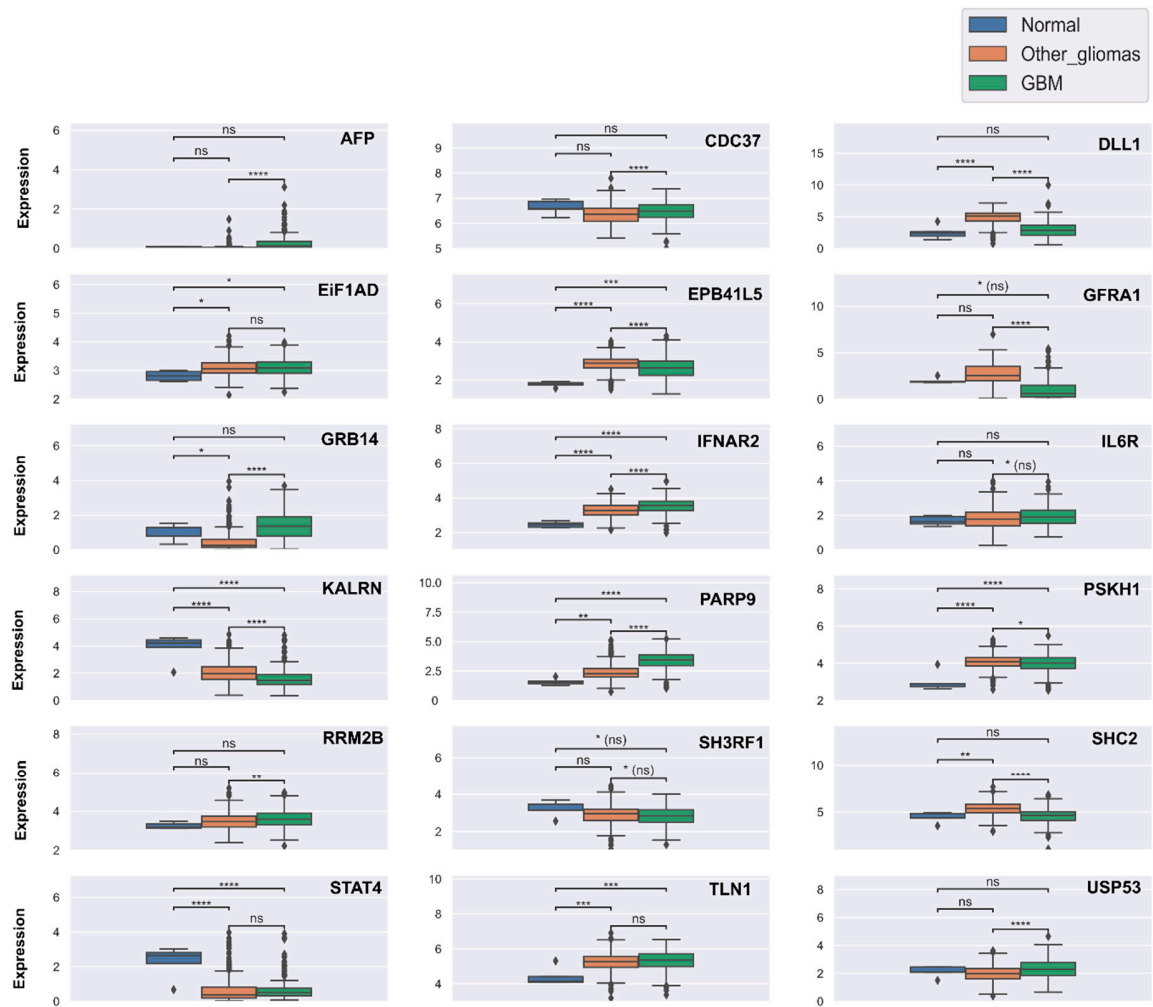 Normal
Other_gliomas
GBM
Expression
6
4
2
0
ns
ns
****
AFP
9
8
7
6
5
ns
ns
****
CDC37
15
10
5
0
ns
****
****
DLL1
Expression
6
5
4
3
2
*
*
ns
EiF1AD
6
4
2
***
****
****
EPB41L5
10
5
0
* (ns)
ns
****
GFRA1
Expression
6
4
2
0
ns
*
****
GRB14
8
6
4
2
****
****
****
IFNAR2
6
4
2
0
ns
ns
* (ns)
IL6R
Expression
8
6
4
2
0
****
****
****
KALRN
10.0
7.5
5.0
2.5
0
****
**
****
PARP9
8
6
4
2
****
****
*
PSKH1
Expression
8
6
4
2
ns
ns
**
RRM2B
6
4
2
* (ns)
ns
* (ns)
SH3RF1
10
5
ns
**
****
SHC2
Expression
6
4
2
0
****
****
ns
STAT4
10
8
6
4
***
***
ns
TLN1
8
6
4
2
0
ns
ns
****
USP53